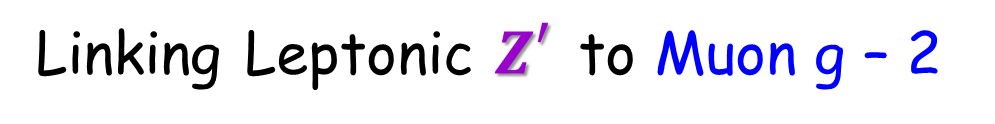 Linking Leptonic Z′ to Muon g – 2